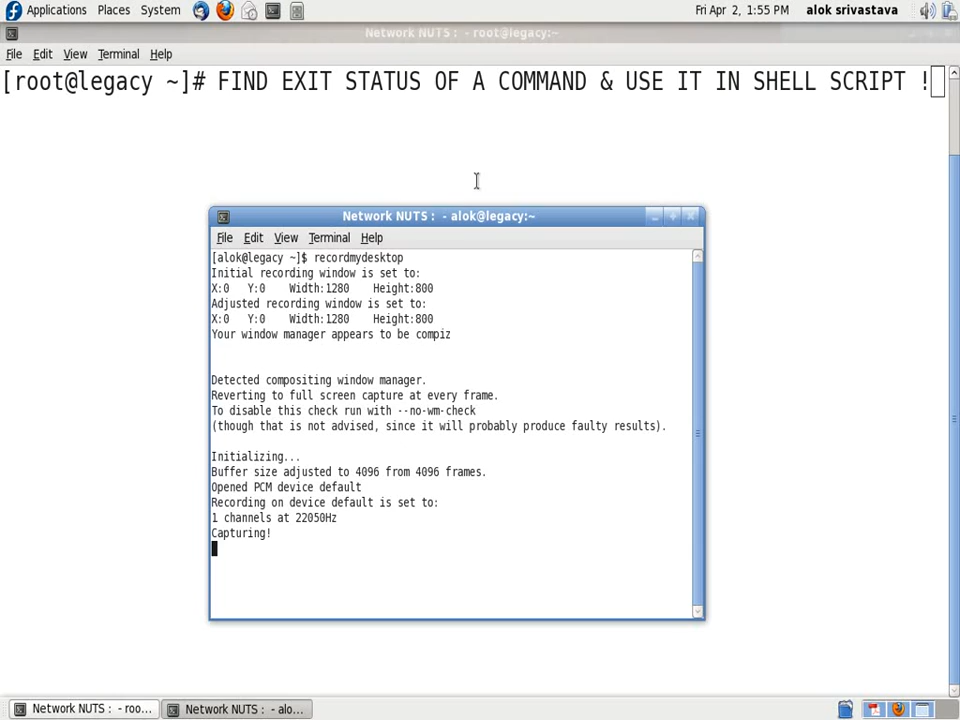 Applications Places System Fri Apr 2, 1:55 PM alok srivastava
Network NUTS : - root@legacy:~
File Edit View Terminal Help
[root@legacy ~]# FIND EXIT STATUS OF A COMMAND & USE IT IN SHELL SCRIPT !
Network NUTS : - alok@legacy:~
File Edit View Terminal Help
[alok@legacy ~]$ recordmydesktop
Initial recording window is set to:
X:0 Y:0 Width:1280 Height:800
Adjusted recording window is set to:
X:0 Y:0 Width:1280 Height:800
Your window manager appears to be compiz
Detected compositing window manager.
Reverting to full screen capture at every frame.
To disable this check run with --no-wm-check
(though that is not advised, since it will probably produce faulty results).
Initializing...
Buffer size adjusted to 4096 from 4096 frames.
Opened PCM device default
Recording on device default is set to:
1 channels at 22050Hz
Capturing!
Network NUTS : - roo... Network NUTS : - alo...